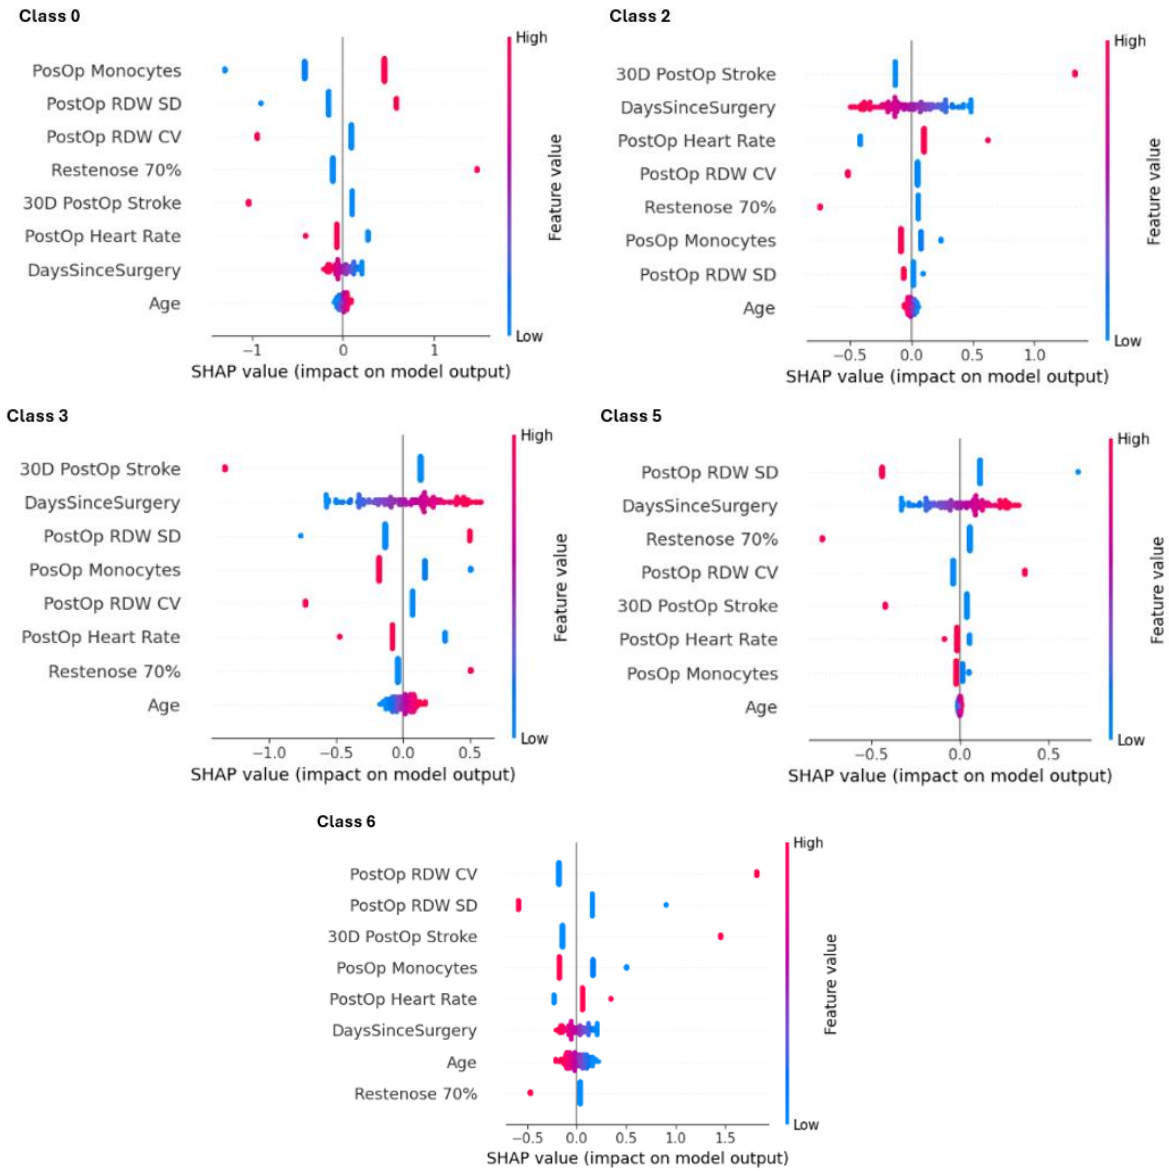 Class 0
High
PosOp Monocytes
PostOp RDW SD
PostOp RDW CV
Restenose 70%
30D PostOp Stroke
PostOp Heart Rate
DaysSinceSurgery
Age
Low
Feature value
−1 0 1
SHAP value (impact on model output)
Class 2
High
30D PostOp Stroke
DaysSinceSurgery
PostOp Heart Rate
PostOp RDW CV
Restenose 70%
PosOp Monocytes
PostOp RDW SD
Age
Low
Feature value
−0.5 0.0 0.5 1.0
SHAP value (impact on model output)
Class 3
High
30D PostOp Stroke
DaysSinceSurgery
PostOp RDW SD
PosOp Monocytes
PostOp RDW CV
PostOp Heart Rate
Restenose 70%
Age
Low
Feature value
−1.0 −0.5 0.0 0.5
SHAP value (impact on model output)
Class 5
High
PostOp RDW SD
DaysSinceSurgery
Restenose 70%
PostOp RDW CV
30D PostOp Stroke
PostOp Heart Rate
PosOp Monocytes
Age
Low
Feature value
−0.5 0.0 0.5
SHAP value (impact on model output)
Class 6
High
PostOp RDW CV
PostOp RDW SD
30D PostOp Stroke
PosOp Monocytes
PostOp Heart Rate
DaysSinceSurgery
Age
Restenose 70%
Low
Feature value
−0.5 0.0 0.5 1.0 1.5
SHAP value (impact on model output)